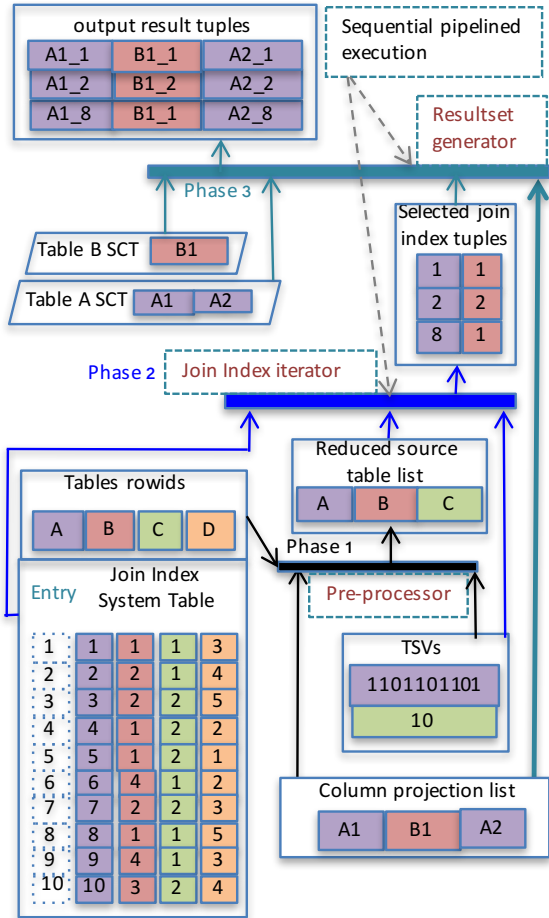 output result tuples
A1_1 B1_1 A2_1
A1_2 B1_2 A2_2
A1_8 B1_1 A2_8
Sequential pipelined
execution
Resultset
generator
Phase 3
Table B SCT B1
Table A SCT A1 A2
Selected join
index tuples
1 1
2 2
8 1
Phase 2
Join Index iterator
Reduced source
table list
A B C
Tables rowids
A B C D
Phase 1
Pre-processor
Entry
Join Index
System Table
1 1 1 1 3
2 2 2 1 4
3 3 2 2 5
4 4 1 2 2
5 5 1 2 1
6 6 4 1 2
7 7 2 2 3
8 8 1 1 5
9 9 4 1 3
10 10 3 2 4
TSVs
1101101101
10
Column projection list
A1 B1 A2